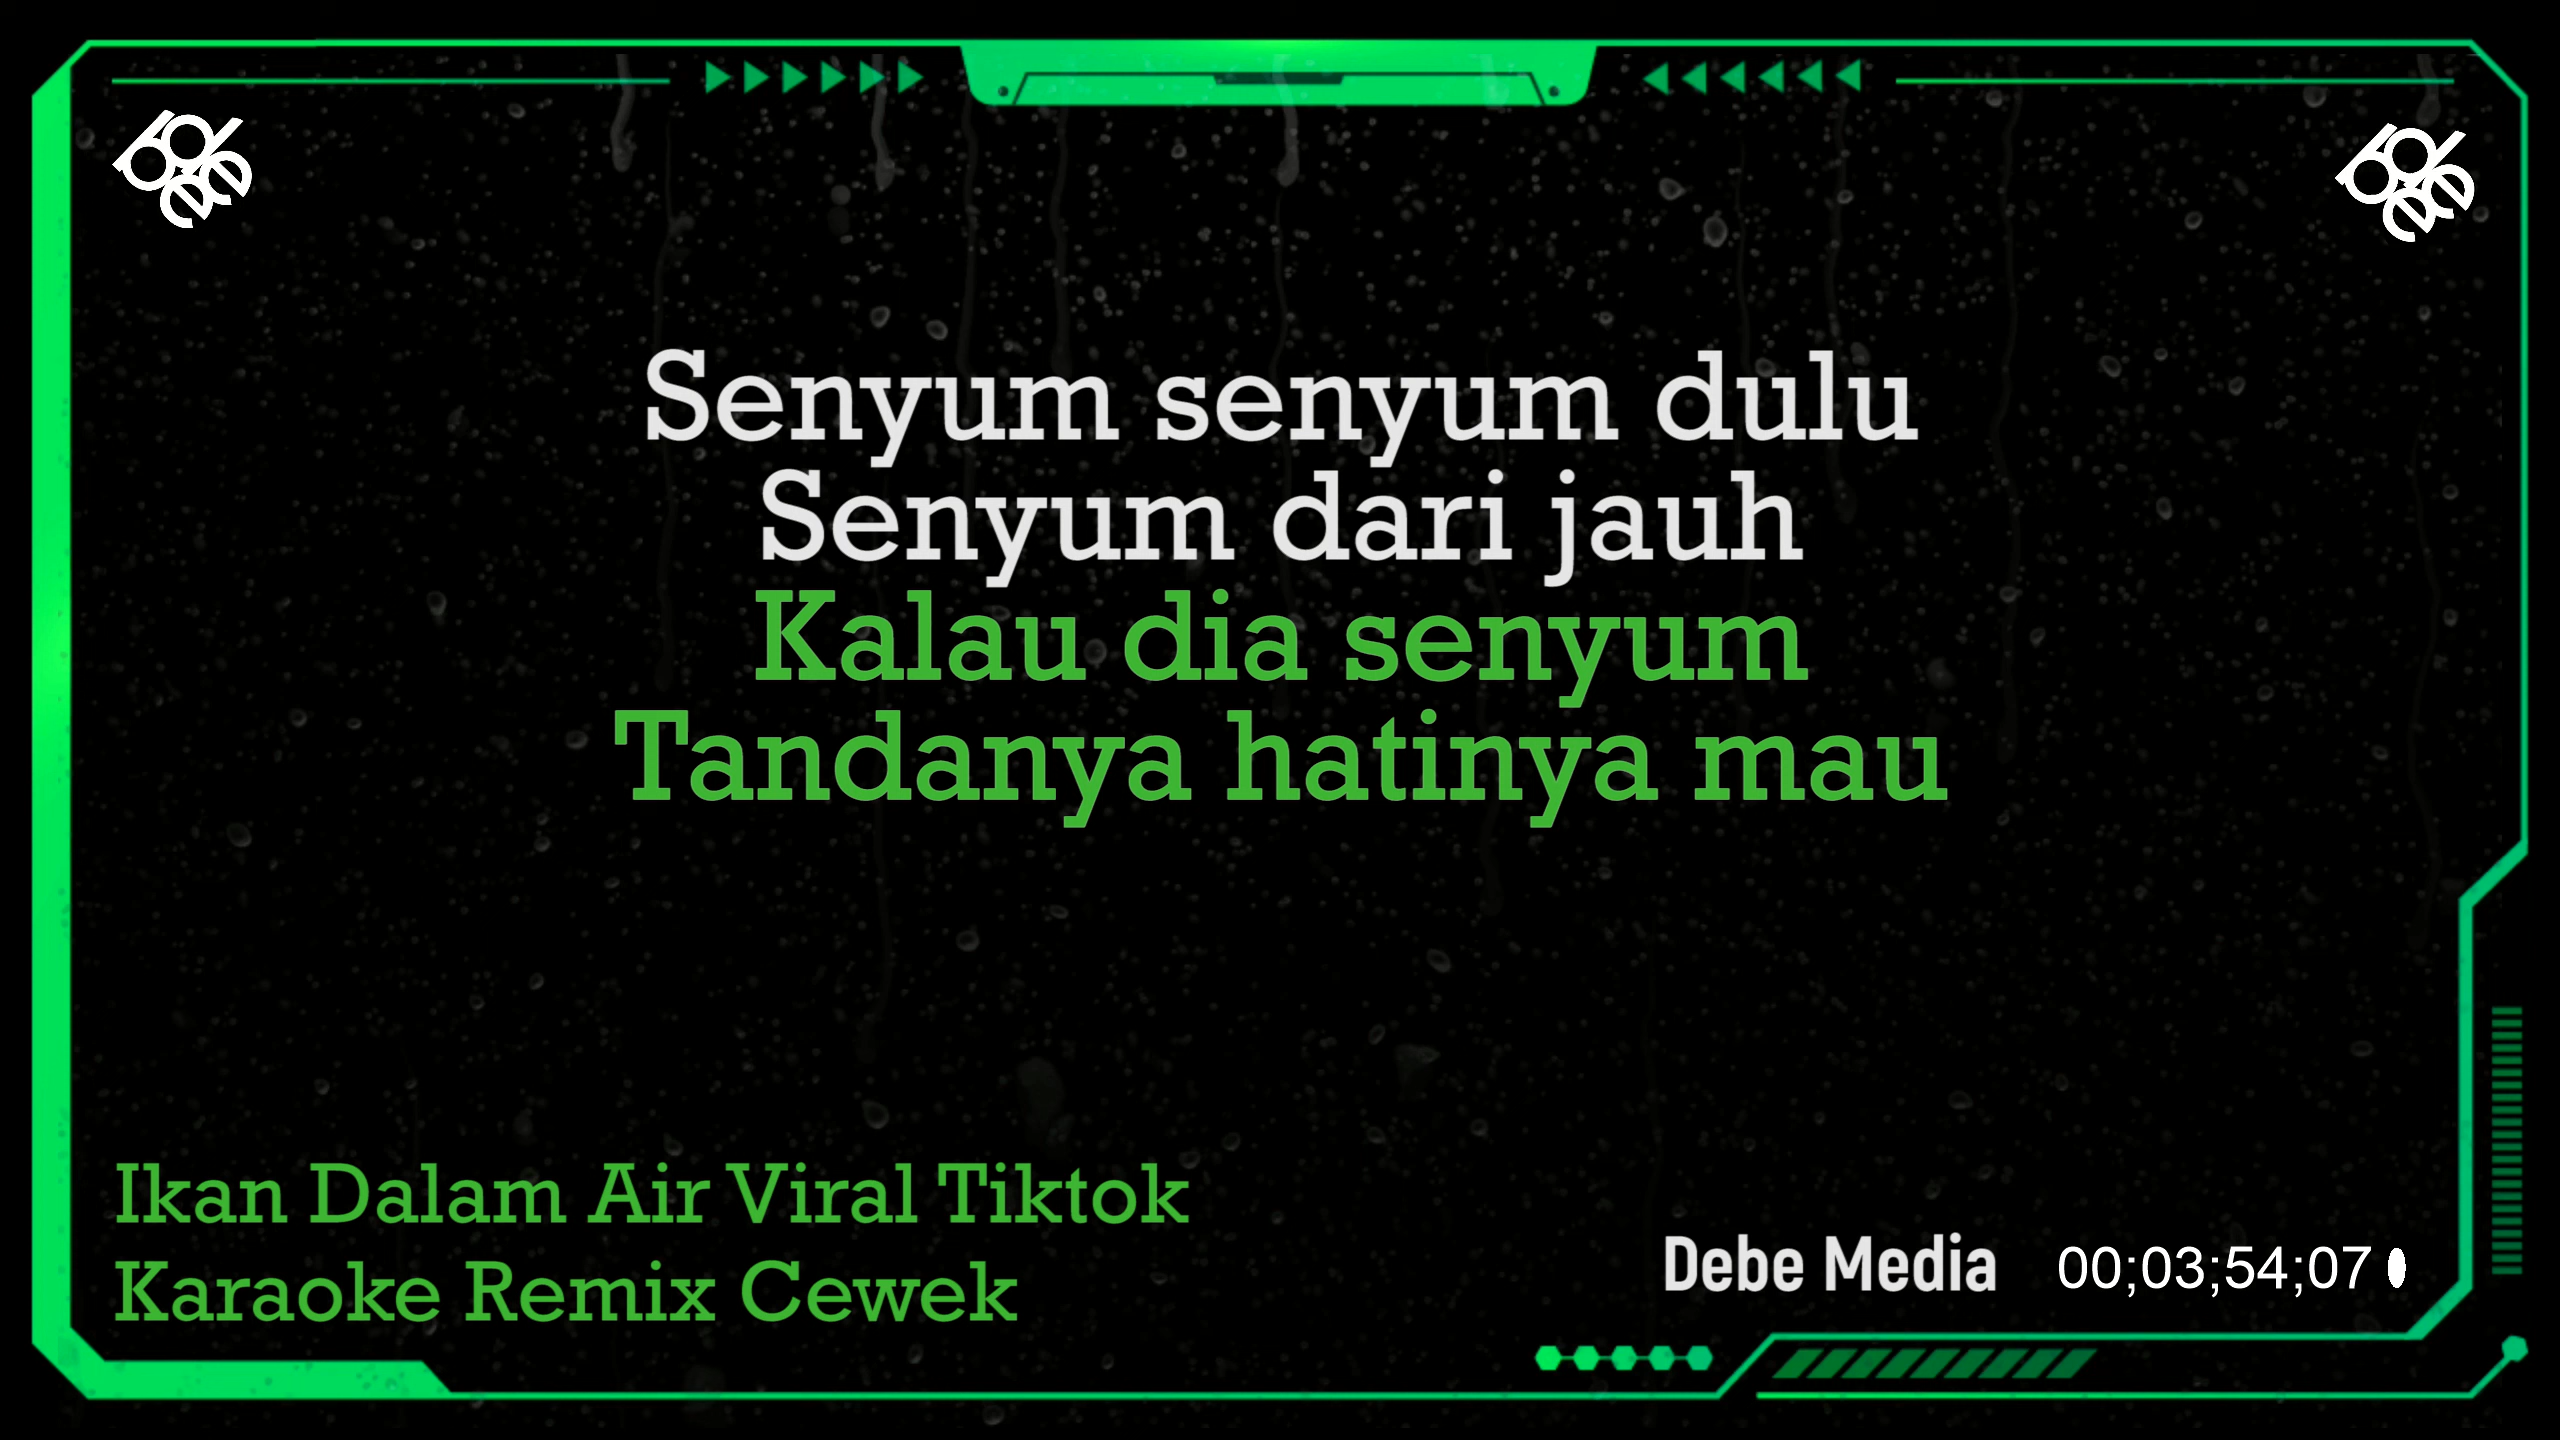 Senyum senyum dulu
Senyum dari jauh
Kalau dia senyum
Tandanya hatinya mau
Ikan Dalam Air Viral Tiktok
Karaoke Remix Cewek
Debe Media
00;03;54;07